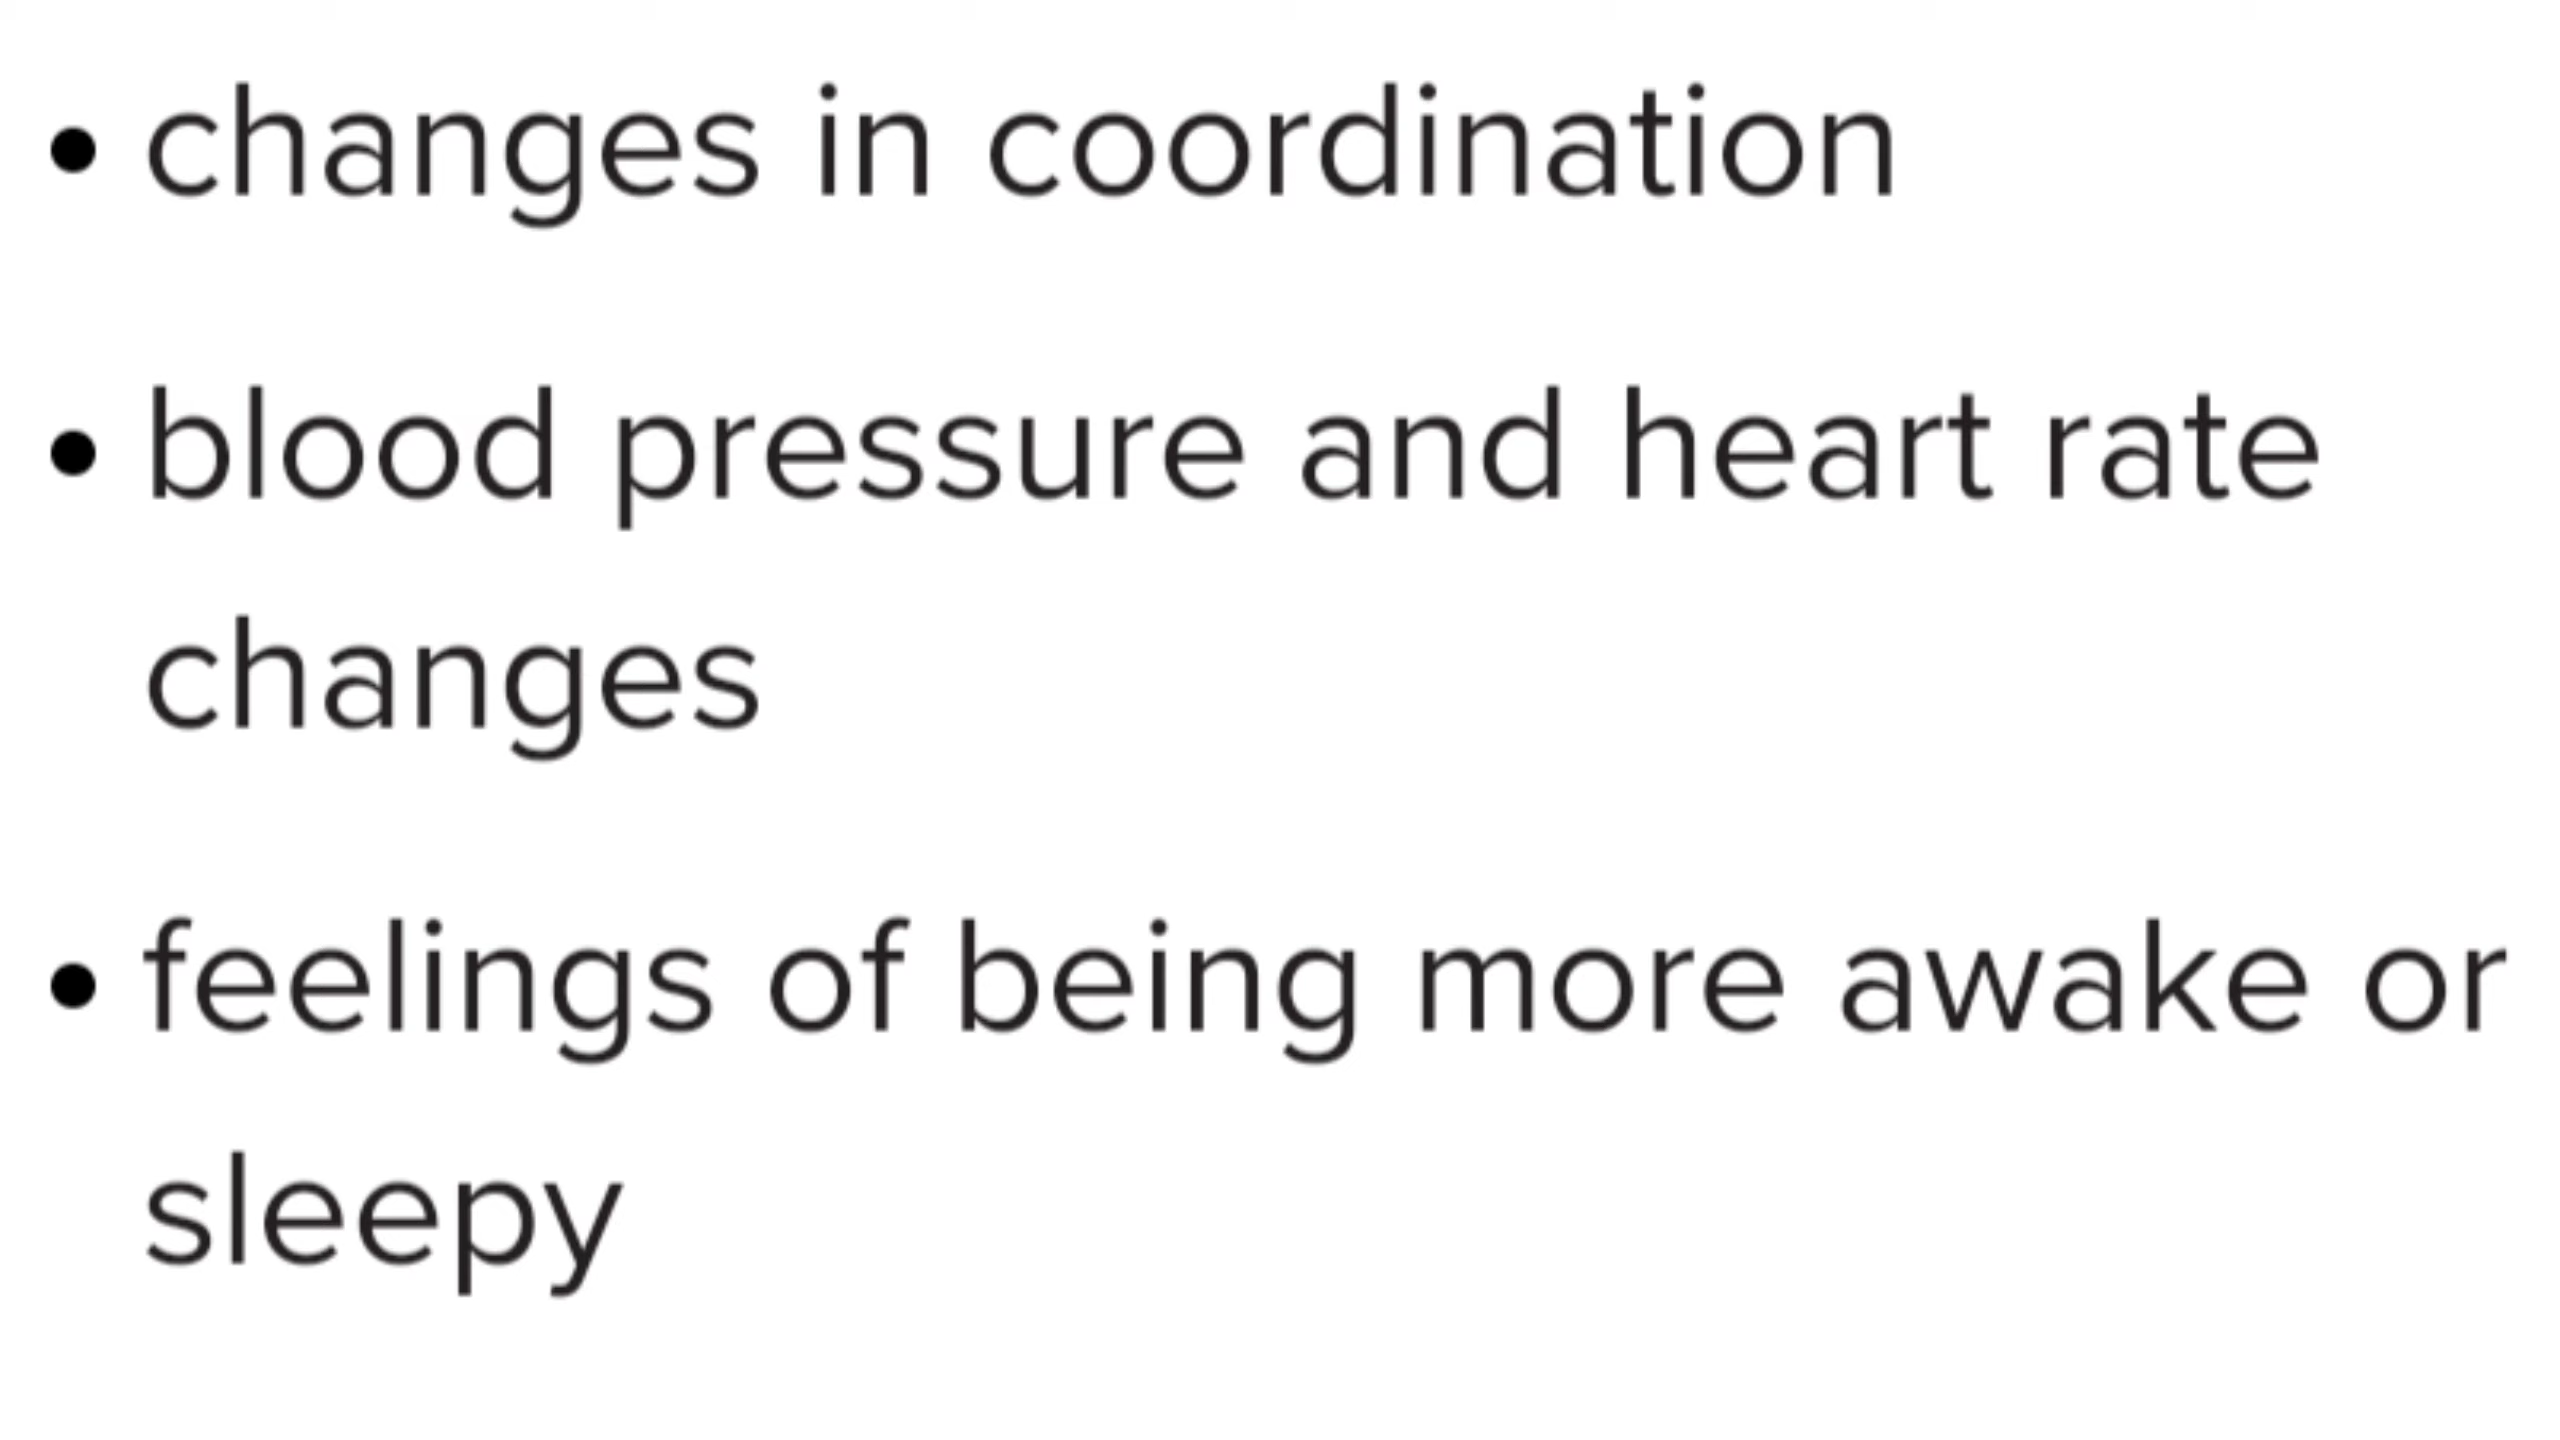 • changes in coordination
• blood pressure and heart rate
changes
• feelings of being more awake or
sleepy